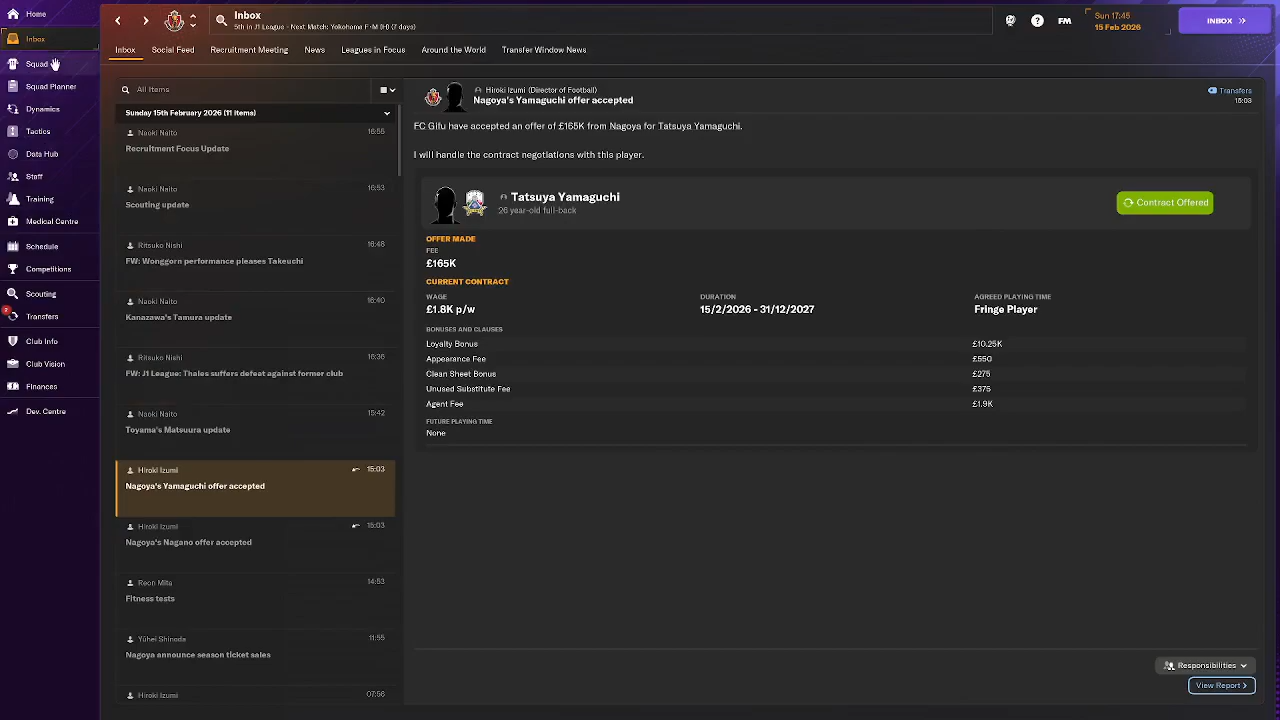 Home
Inbox
Squad
Squad Planner
Dynamics
Tactics
Data Hub
Staff
Training
Medical Centre
Schedule
Competitions
Scouting
2
Transfers
Club Info
Club Vision
Finances
Dev. Centre
Inbox
5th in J1 League - Next Match: Yokohama F·M (H) (7 days)
FM
Sun 17:45
15 Feb 2026
INBOX
Inbox
Social Feed
Recruitment Meeting
News
Leagues in Focus
Around the World
Transfer Window News
All Items
Sunday 15th February 2026 (11 items)
Naoki Naito
16:55
Recruitment Focus Update
Naoki Naito
16:53
Scouting update
Ritsuko Nishi
16:48
FW: Wonggorn performance pleases Takeuchi
Naoki Naito
16:40
Kanazawa's Tamura update
Ritsuko Nishi
16:36
FW: J1 League: Thales suffers defeat against former club
Naoki Naito
15:42
Toyama's Matsuura update
Hiroki Izumi
15:03
Nagoya's Yamaguchi offer accepted
Hiroki Izumi
15:03
Nagoya's Nagano offer accepted
Reon Mita
14:53
Fitness tests
Yūhei Shinoda
11:55
Nagoya announce season ticket sales
Hiroki Izumi
07:56
Hiroki Izumi (Director of Football)
Nagoya's Yamaguchi offer accepted
Transfers
15:03
FC Gifu have accepted an offer of £165K from Nagoya for Tatsuya Yamaguchi.
I will handle the contract negotiations with this player.
Tatsuya Yamaguchi
26 year-old full-back
Contract Offered
OFFER MADE
FEE
£165K
CURRENT CONTRACT
WAGE
DURATION
AGREED PLAYING TIME
£1.8K p/w
15/2/2026 - 31/12/2027
Fringe Player
BONUSES AND CLAUSES
Loyalty Bonus
£10.25K
Appearance Fee
£550
Clean Sheet Bonus
£275
Unused Substitute Fee
£375
Agent Fee
£1.9K
FUTURE PLAYING TIME
None
Responsibilities
View Report